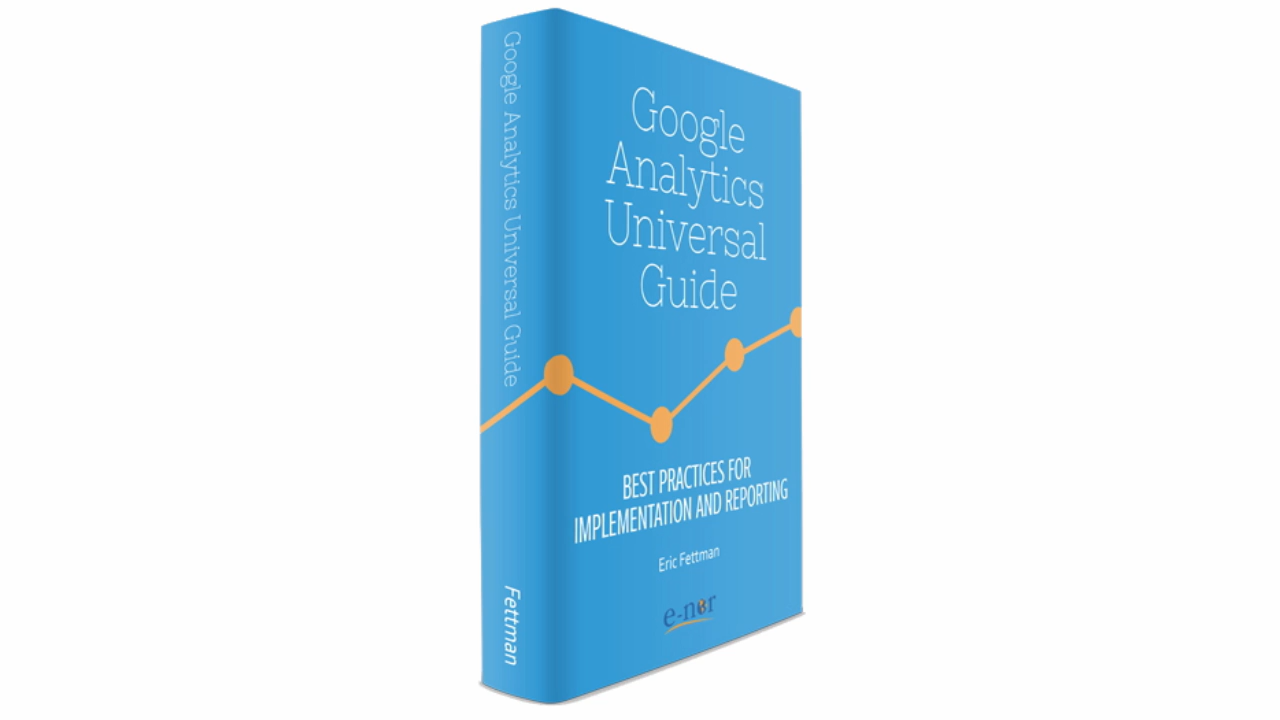 Google Analytics Universal Guide
Fettman
Google
Analytics
Universal
Guide
BEST PRACTICES FOR
IMPLEMENTATION AND REPORTING
Eric Fettman
e-nor